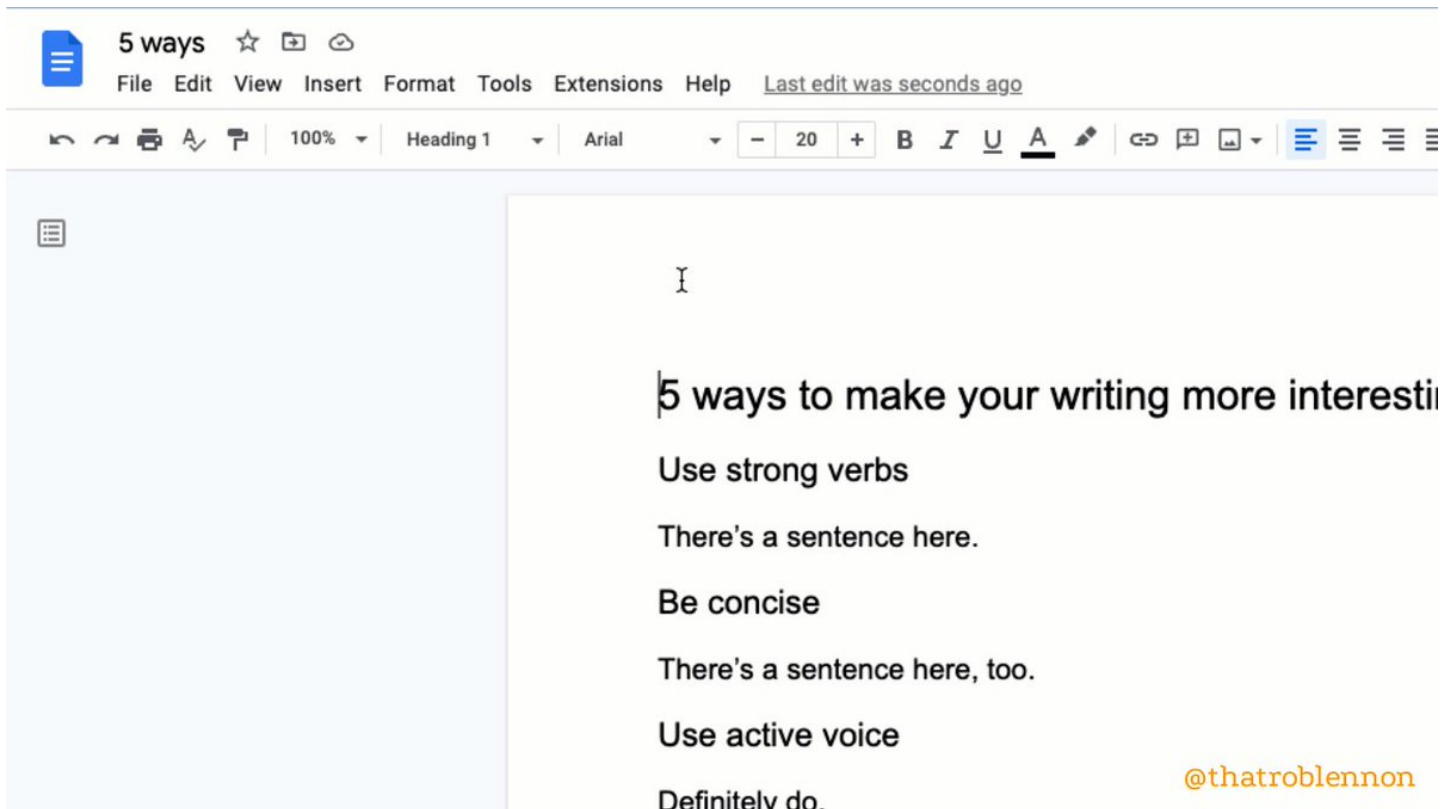 5 ways
File Edit View Insert Format Tools Extensions Help Last edit was seconds ago
100% Heading 1 Arial - 20 + B I U A
5 ways to make your writing more
Use strong verbs
There’s a sentence here.
Be concise
There’s a sentence here, too.
Use active voice
Definitely do.
@thatroblennon